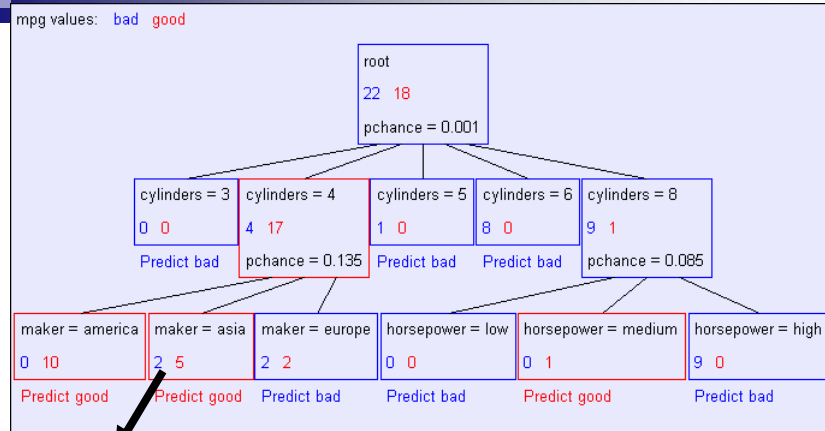 mpg values: bad good
root
22 18
pchance = 0.001
cylinders = 3
0 0
Predict bad
cylinders = 4
4 17
pchance = 0.135
cylinders = 5
1 0
Predict bad
cylinders = 6
8 0
Predict bad
cylinders = 8
9 1
pchance = 0.085
maker = america
0 10
Predict good
maker = asia
2 5
Predict good
maker = europe
2 2
Predict bad
horsepower = low
0 0
Predict bad
horsepower = medium
0 1
Predict good
horsepower = high
9 0
Predict bad